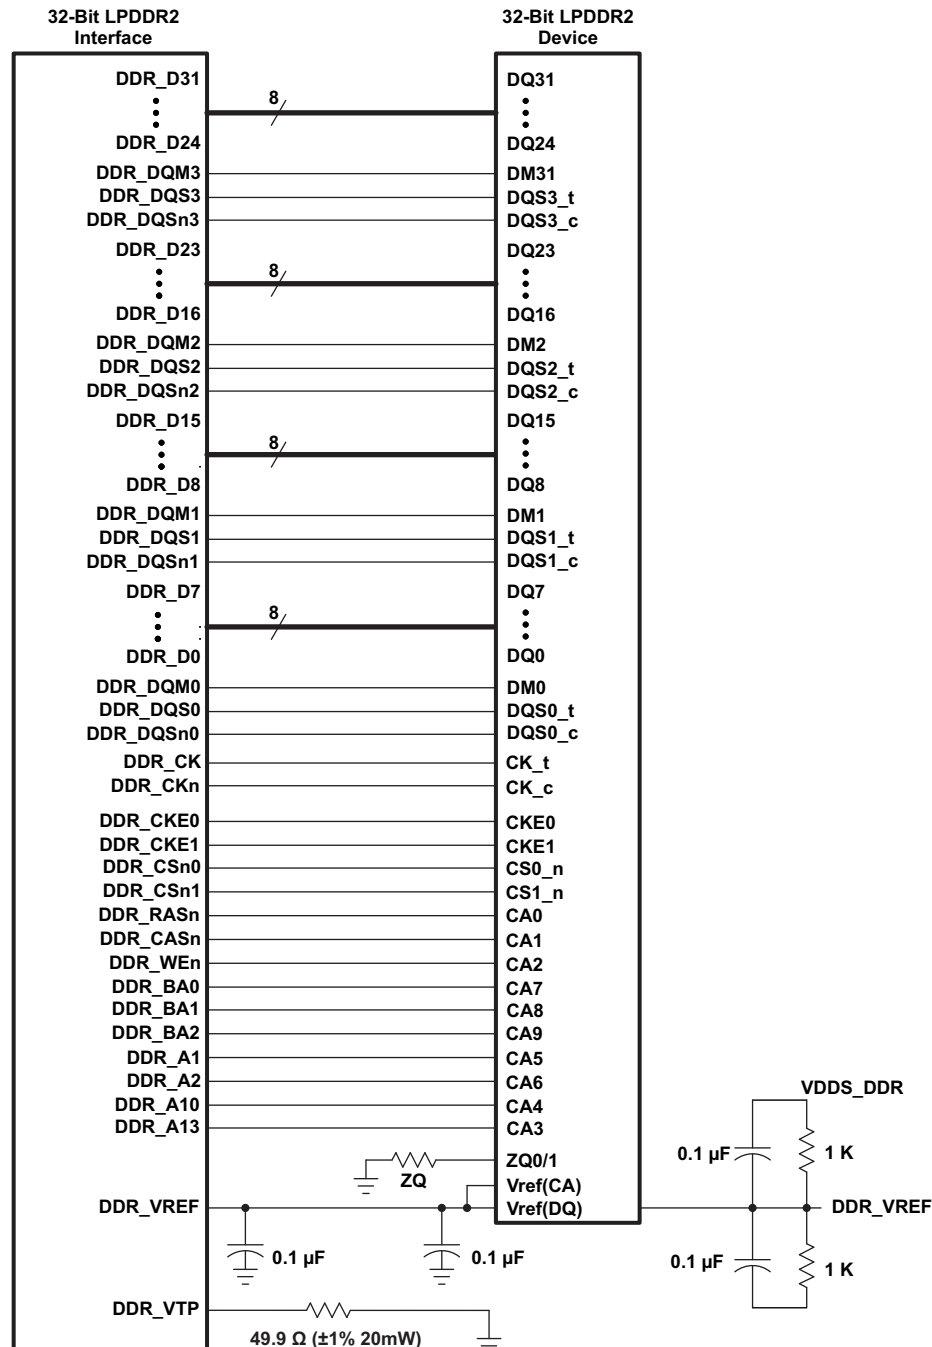 32-Bit LPDDR2
Interface
32-Bit LPDDR2
Device
DDR_D31
8
DQ31
DDR_D24
DQ24
DDR_DQM3
DM31
DDR_DQS3
DQS3_t
DDR_DQSn3
DQS3_c
DDR_D23
8
DQ23
DDR_D16
DQ16
DDR_DQM2
DM2
DDR_DQS2
DQS2_t
DDR_DQSn2
DQS2_c
DDR_D15
8
DQ15
DDR_D8
DQ8
DDR_DQM1
DM1
DDR_DQS1
DQS1_t
DDR_DQSn1
DQS1_c
DDR_D7
8
DQ7
DDR_D0
DQ0
DDR_DQM0
DM0
DDR_DQS0
DQS0_t
DDR_DQSn0
DQS0_c
DDR_CK
CK_t
DDR_CKn
CK_c
DDR_CKE0
CKE0
DDR_CKE1
CKE1
DDR_CSn0
CS0_n
DDR_CSn1
CS1_n
DDR_RASn
CA0
DDR_CASn
CA1
DDR_WEn
CA2
DDR_BA0
CA7
DDR_BA1
CA8
DDR_BA2
CA9
DDR_A1
CA5
DDR_A2
CA6
DDR_A10
CA4
DDR_A13
CA3
VDDS_DDR
0.1 µF
1 K
ZQ
ZQ0/1
Vref(CA)
DDR_VREF
Vref(DQ)
DDR_VREF
0.1 µF
0.1 µF
0.1 µF
1 K
DDR_VTP
49.9 Ω (±1% 20mW)